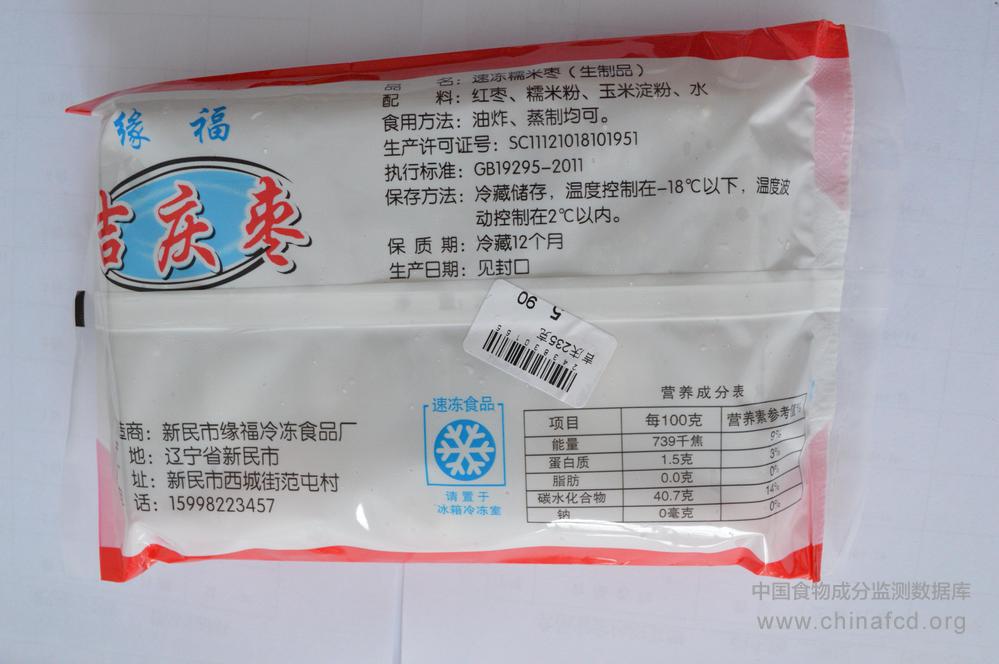 缘福
吉庆枣
品 名：速冻糯米枣（生制品）
配 料：红枣、糯米粉、玉米淀粉、水
食用方法：油炸、蒸制均可。
生产许可证号：SC11121018101951
执行标准：GB19295-2011
保存方法：冷藏储存，温度控制在-18℃以下，温度波
动控制在2℃以内。
保 质 期：冷藏12个月
生产日期：见封口
5 90
吉庆235克
造商：新民市缘福冷冻食品厂
地：辽宁省新民市
址：新民市西城街范屯村
话：15998223457
速冻食品
请置于
冰箱冷冻室
营养成分表
项目 每100克 营养素参考值%
能量 739千焦 9%
蛋白质 1.5克 3%
脂肪 0.0克 0%
碳水化合物 40.7克 14%
钠 0毫克 0%
中国食物成分监测数据库
www.chinafcd.org